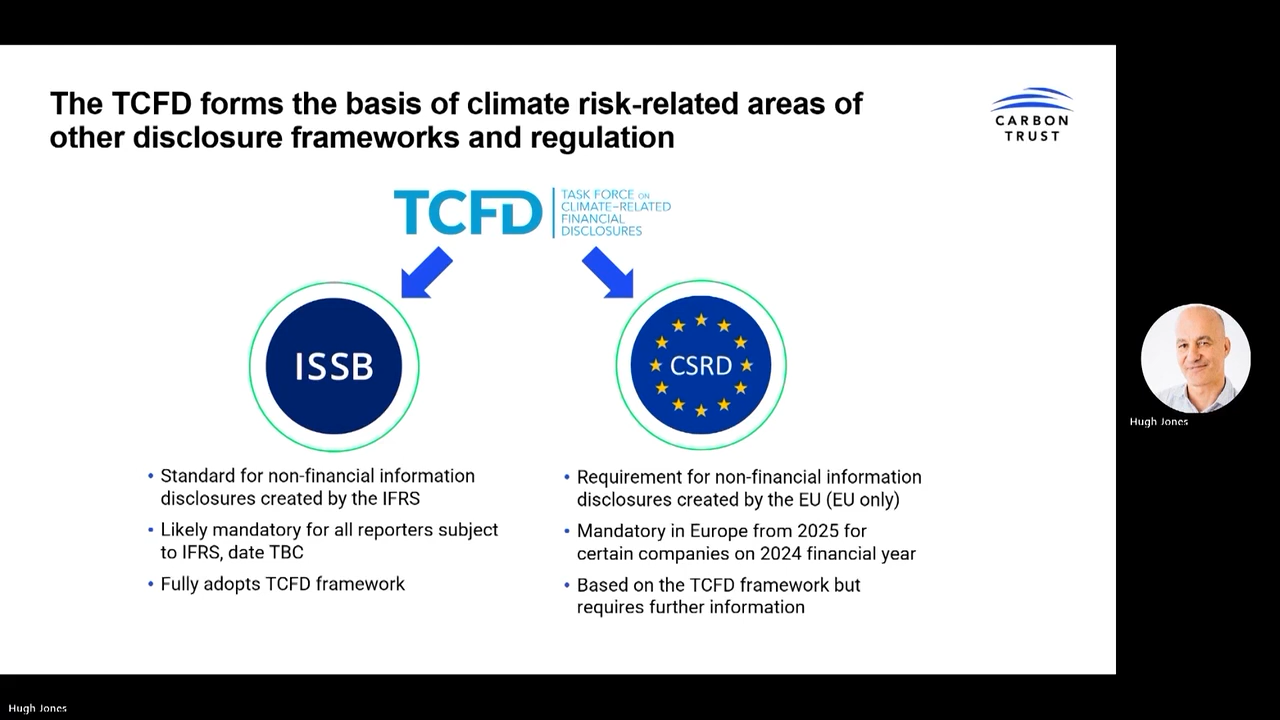 The TCFD forms the basis of climate risk-related areas of
other disclosure frameworks and regulation
CARBON
TRUST
TCFD
TASK FORCE ON
CLIMATE-RELATED
FINANCIAL
DISCLOSURES
ISSB
CSRD
• Standard for non-financial information
disclosures created by the IFRS
• Likely mandatory for all reporters subject
to IFRS, date TBC
• Fully adopts TCFD framework
• Requirement for non-financial information
disclosures created by the EU (EU only)
• Mandatory in Europe from 2025 for
certain companies on 2024 financial year
• Based on the TCFD framework but
requires further information
Hugh Jones
Hugh Jones